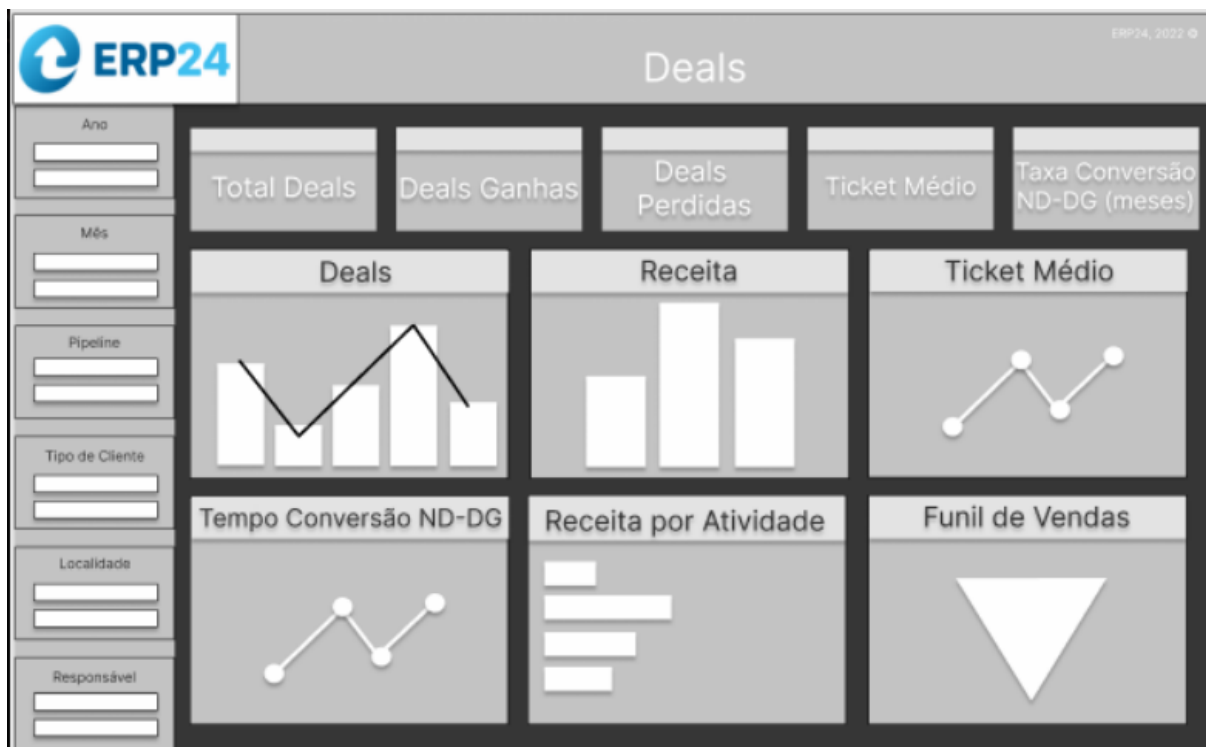 ERP24
ERP24, 2022
Deals
Ano
Mês
Pipeline
Tipo de Cliente
Localidade
Responsável
Total Deals
Deals Ganhas
Deals
Perdidas
Ticket Médio
Taxa Conversão
ND-DG (meses)
Deals
Receita
Ticket Médio
Tempo Conversão ND-DG
Receita por Atividade
Funil de Vendas